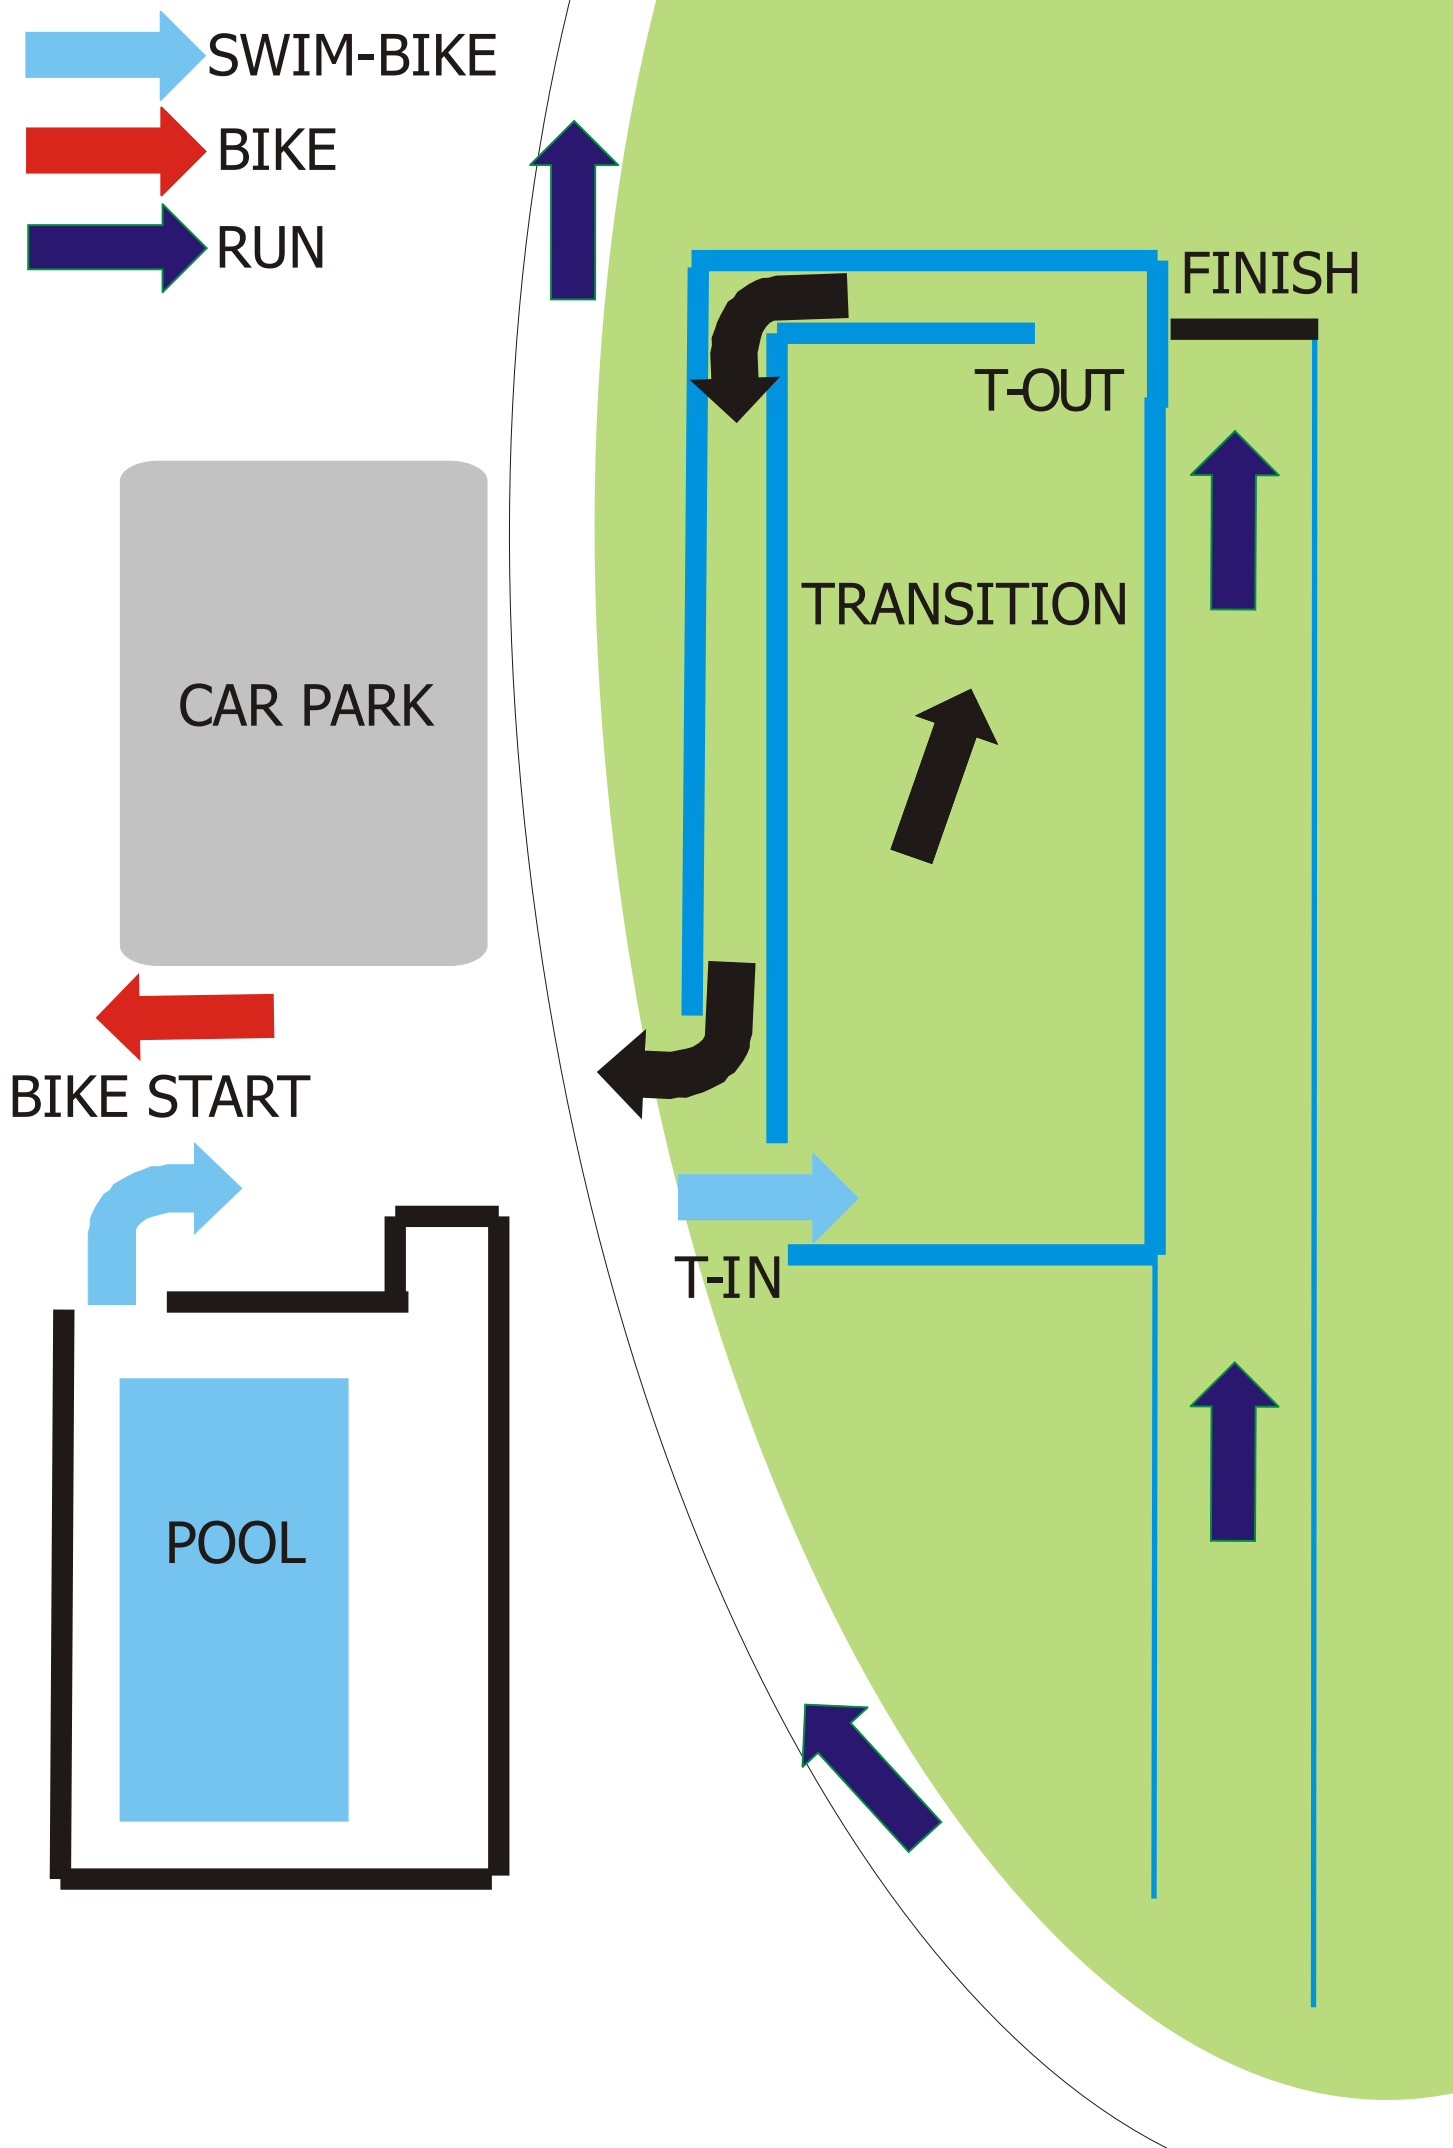 SWIM-BIKE
BIKE
RUN
FINISH
T-OUT
TRANSITION
CAR PARK
BIKE START
T-IN
POOL